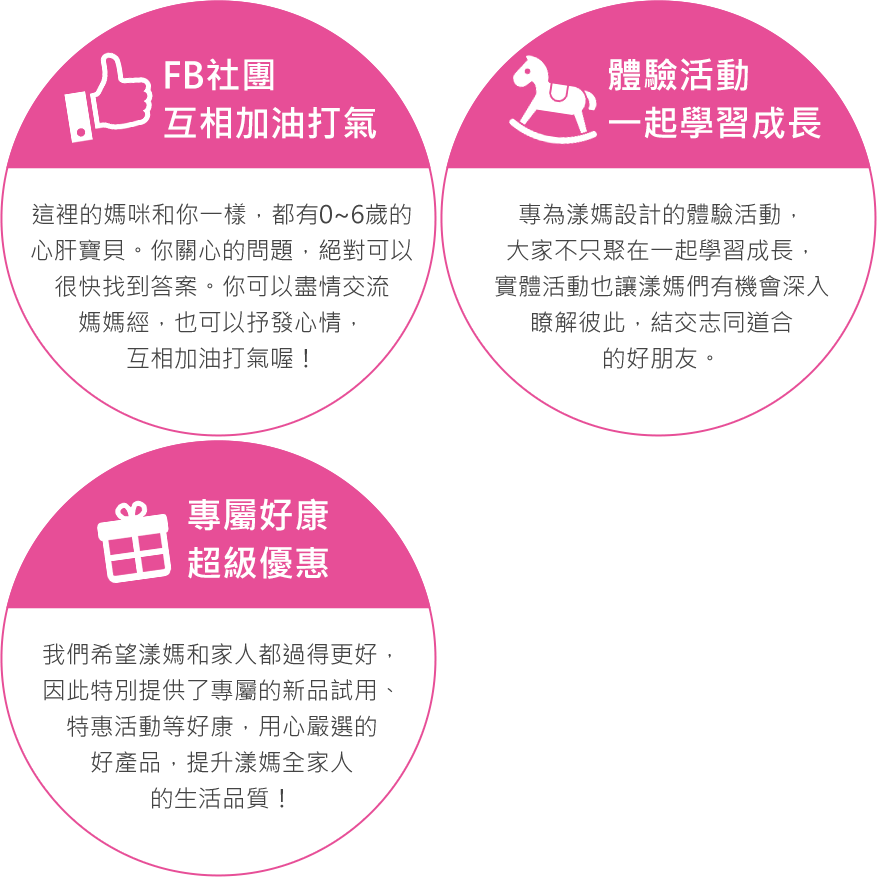 FB社團
互相加油打氣
這裡的媽咪和你一樣，都有0~6歲的
心肝寶貝。你關心的問題，絕對可以
很快找到答案。你可以盡情交流
媽媽經，也可以抒發心情，
互相加油打氣喔！
體驗活動
一起學習成長
專為漾媽設計的體驗活動，
大家不只聚在一起學習成長，
實體活動也讓漾媽們有機會深入
瞭解彼此，結交志同道合
的好朋友。
專屬好康
超級優惠
我們希望漾媽和家人都過得更好，
因此特別提供了專屬的新品試用、
特惠活動等好康，用心嚴選的
好產品，提升漾媽全家人
的生活品質！